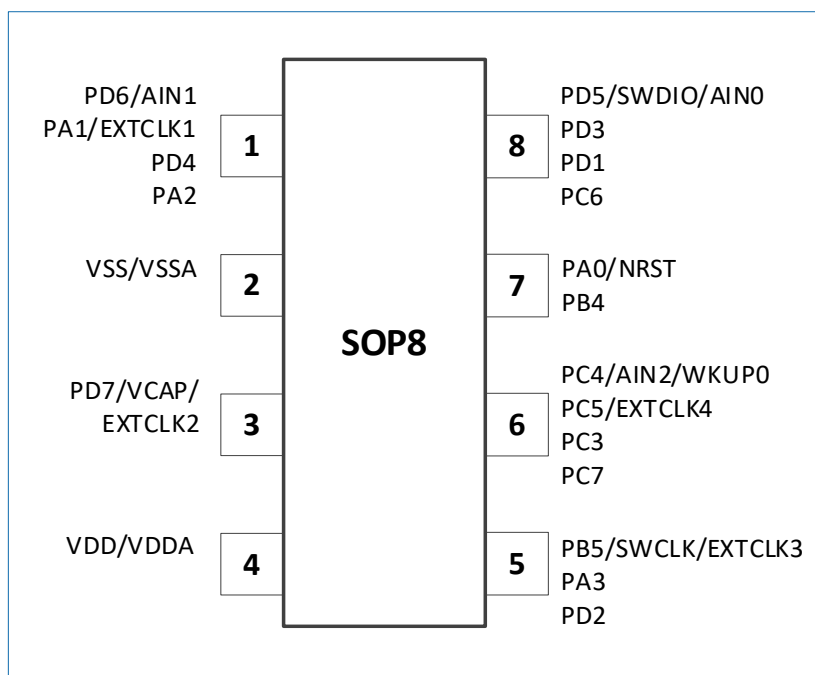 PD6/AIN1
PA1/EXTCLK1
PD4
PA2
1
VSS/VSSA
2
PD7/VCAP/
EXTCLK2
3
VDD/VDDA
4
SOP8
PD5/SWDIO/AIN0
PD3
PD1
PC6
8
PA0/NRST
PB4
7
PC4/AIN2/WKUP0
PC5/EXTCLK4
PC3
PC7
6
PB5/SWCLK/EXTCLK3
PA3
PD2
5